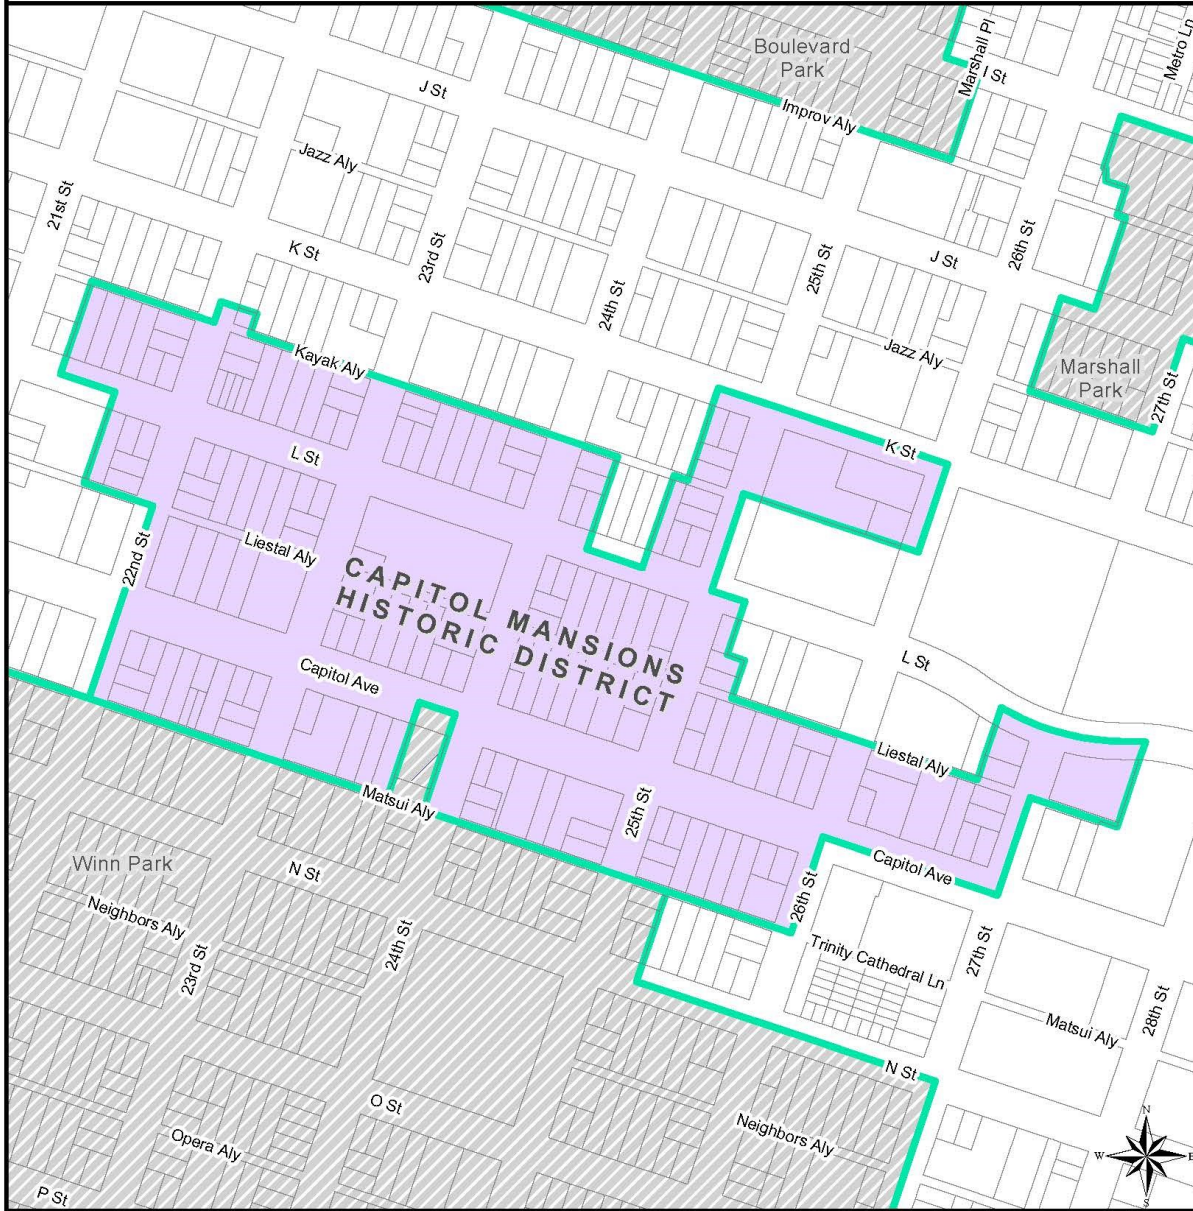 Boulevard
Park
Marshall Pl
I St
Metro Ln
J St
Improv Aly
Jazz Aly
21st St
K St
23rd St
24th St
25th St
J St
26th St
Kayak Aly
Jazz Aly
Marshall
Park
27th St
L St
K St
22nd St
Liestal Aly
CAPITOL MANSIONS
HISTORIC DISTRICT
Capitol Ave
L St
Liestal Aly
Matsui Aly
25th St
Winn Park
N St
Capitol Ave
26th St
Neighbors Aly
23rd St
24th St
Trinity Cathedral Ln
27th St
Matsui Aly
28th St
N St
O St
Opera Aly
Neighbors Aly
P St
N
W
E
S